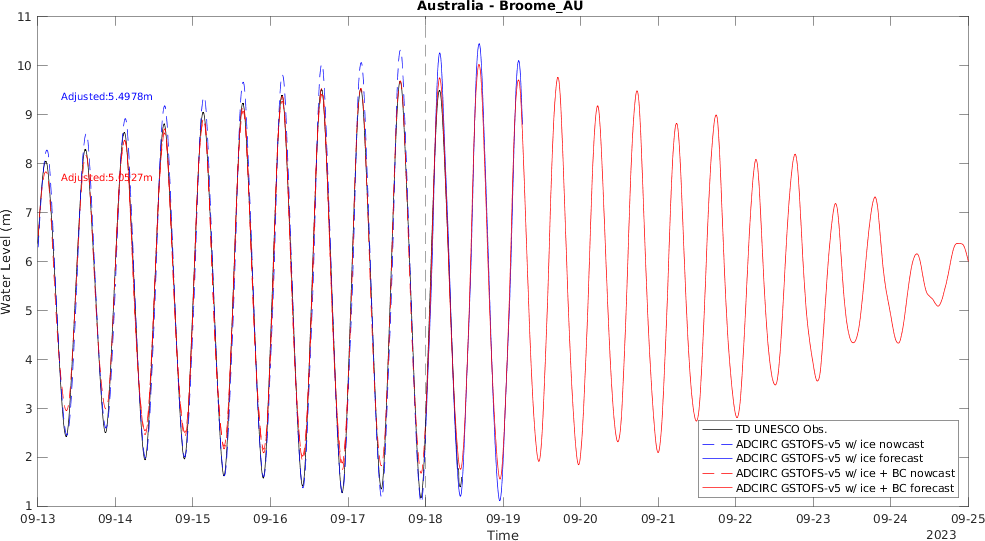 Australia - Broome_AU
11
10
9
8
7
6
5
4
3
2
1
Water Level (m)
Adjusted:5.4978m
Adjusted:5.0527m
TD UNESCO Obs.
ADCIRC GSTOFS-v5 w/ ice nowcast
ADCIRC GSTOFS-v5 w/ ice forecast
ADCIRC GSTOFS-v5 w/ ice + BC nowcast
ADCIRC GSTOFS-v5 w/ ice + BC forecast
09-13 09-14 09-15 09-16 09-17 09-18 09-19 09-20 09-21 09-22 09-23 09-24 09-25
Time
2023